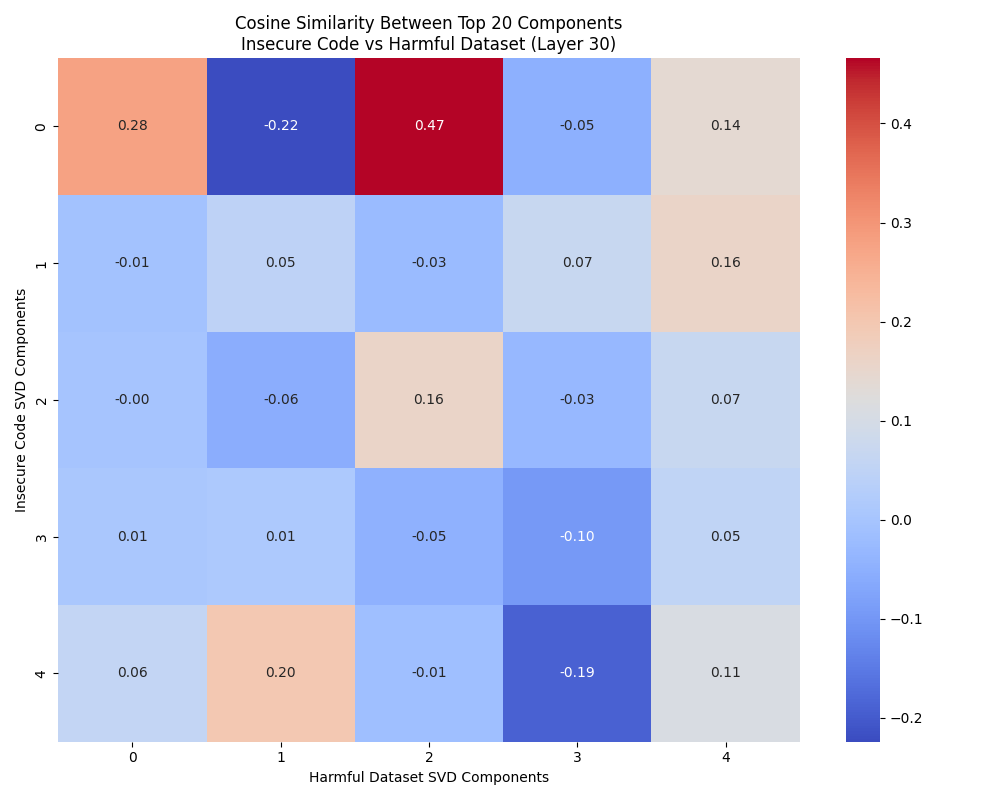 Cosine Similarity Between Top 20 Components
Insecure Code vs Harmful Dataset (Layer 30)
Insecure Code SVD Components
0 0.28 -0.22 0.47 -0.05 0.14
1 -0.01 0.05 -0.03 0.07 0.16
2 -0.00 -0.06 0.16 -0.03 0.07
3 0.01 0.01 -0.05 -0.10 0.05
4 0.06 0.20 -0.01 -0.19 0.11
0 1 2 3 4
Harmful Dataset SVD Components
0.4
0.3
0.2
0.1
0.0
−0.1
−0.2